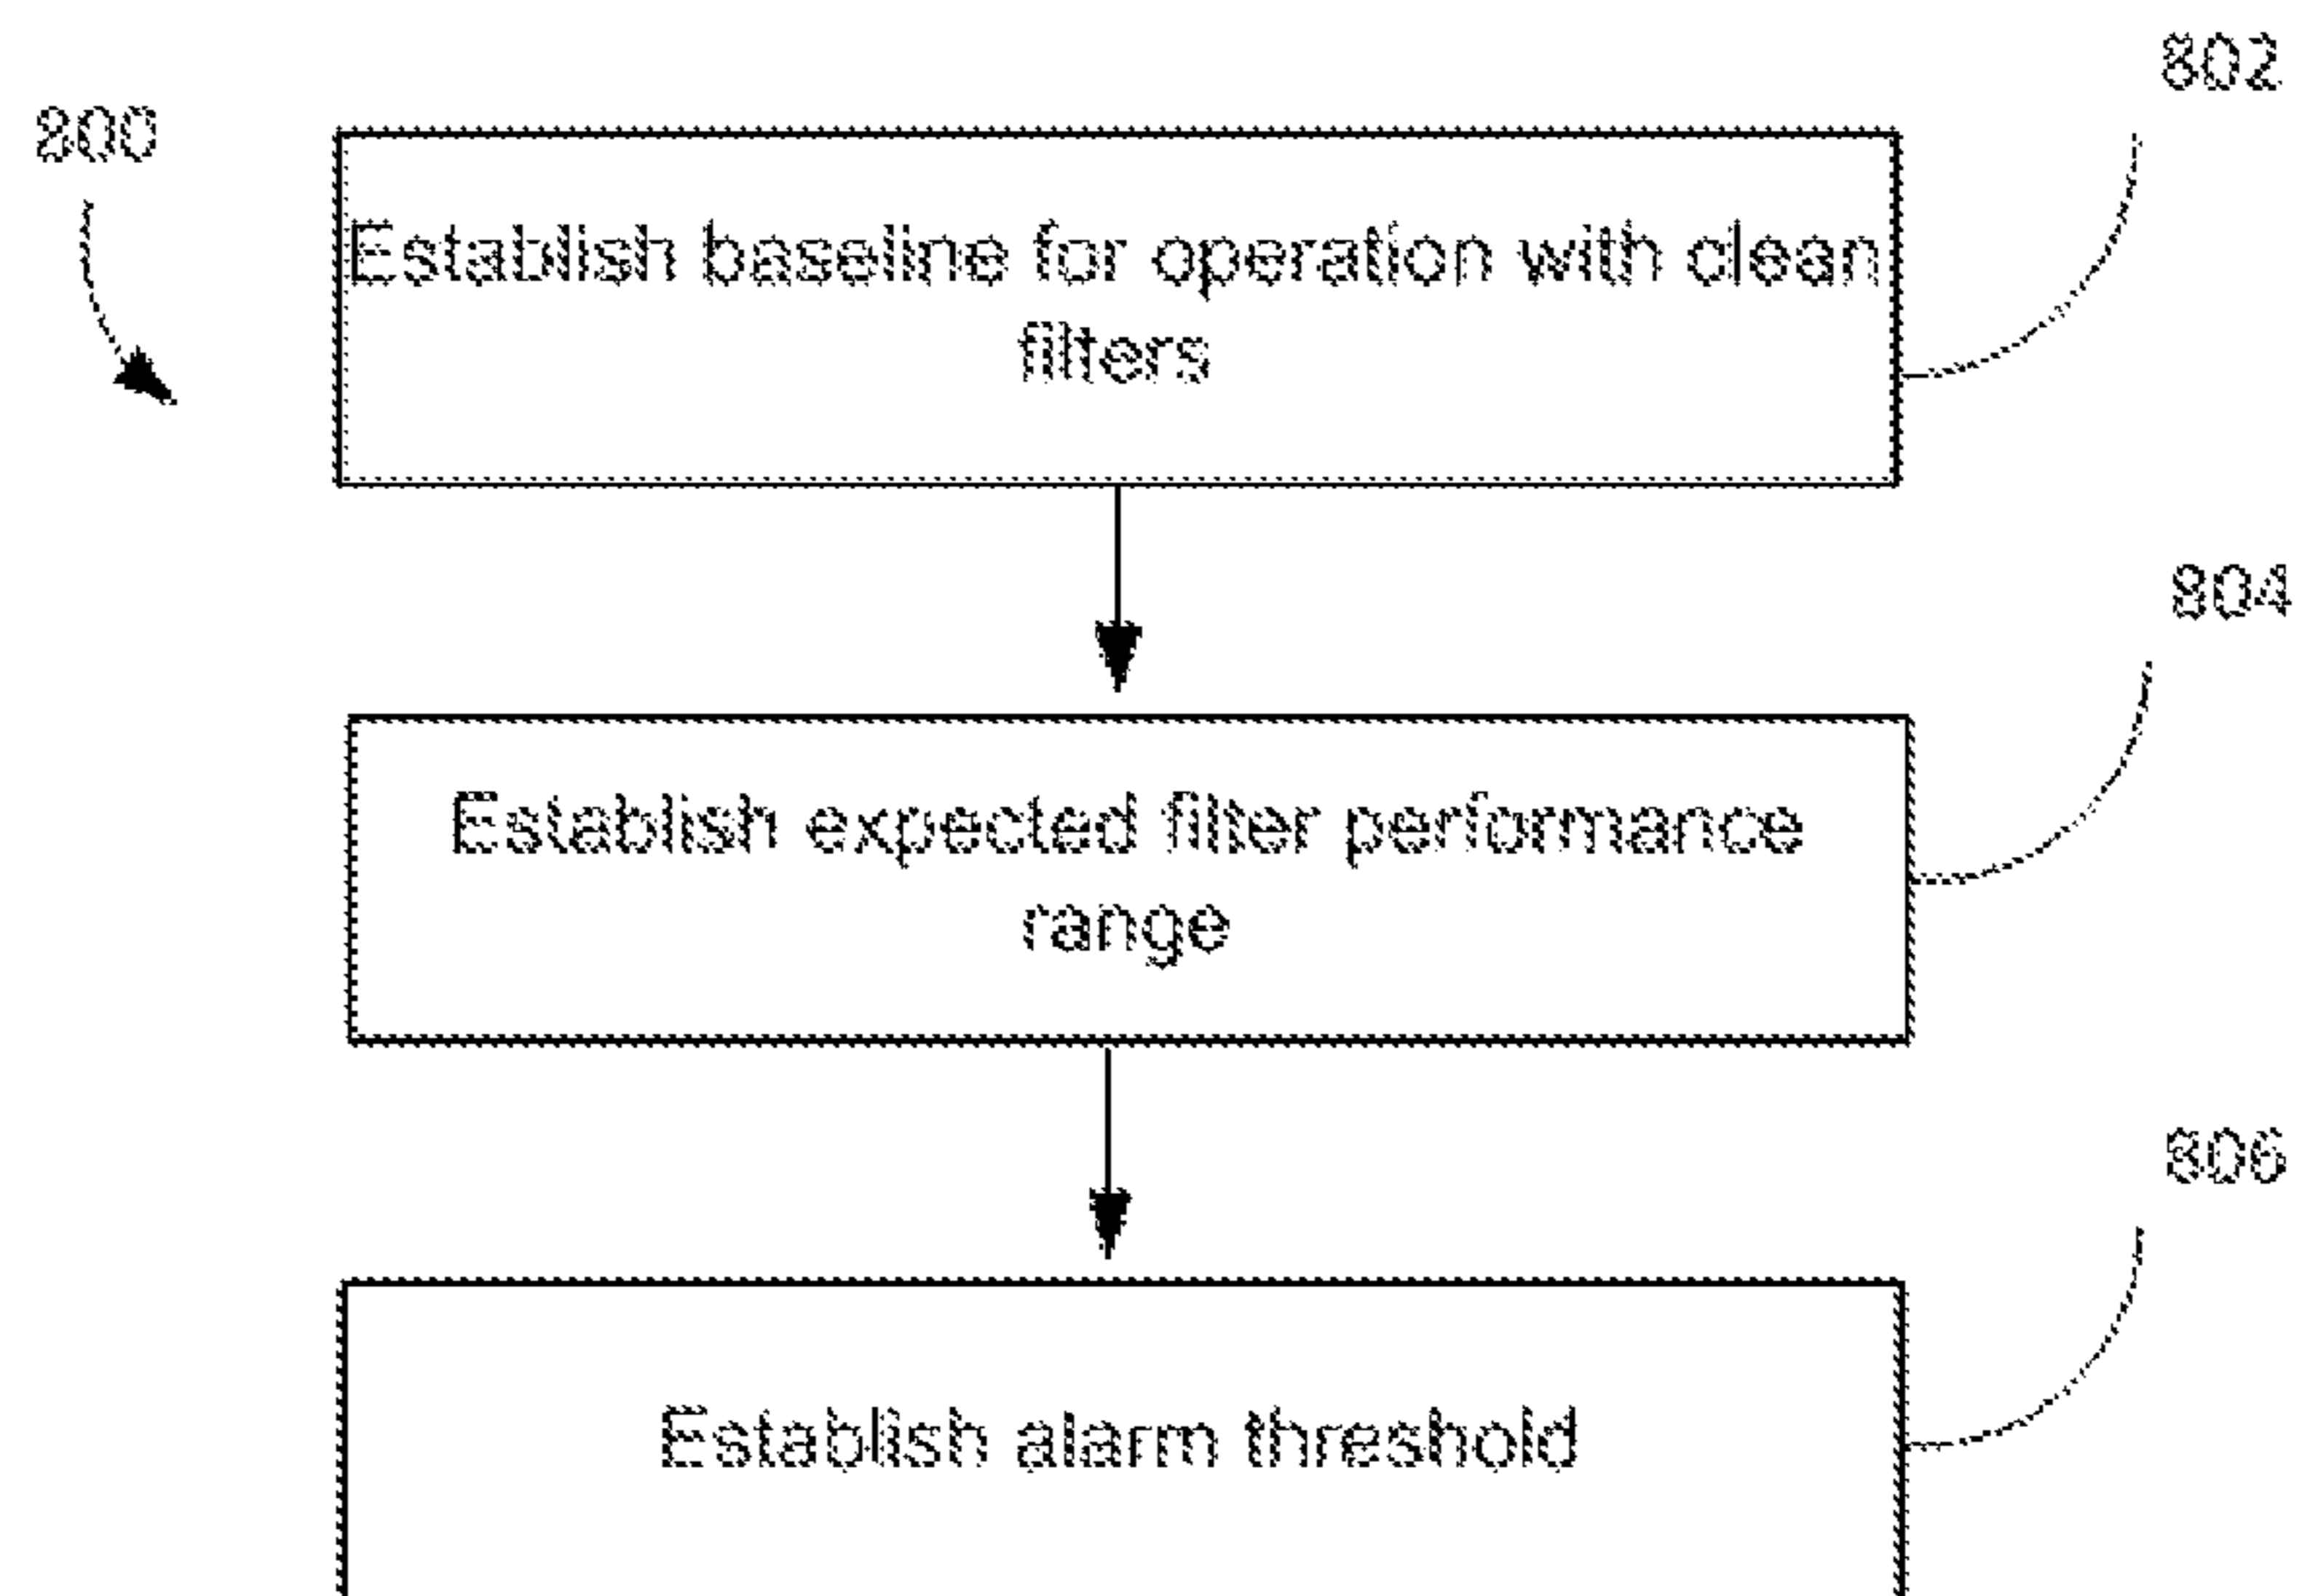 802
800
Establish baseline for operation with clean
filters
804
Establish expected filter performance
range
806
Establish alarm threshold